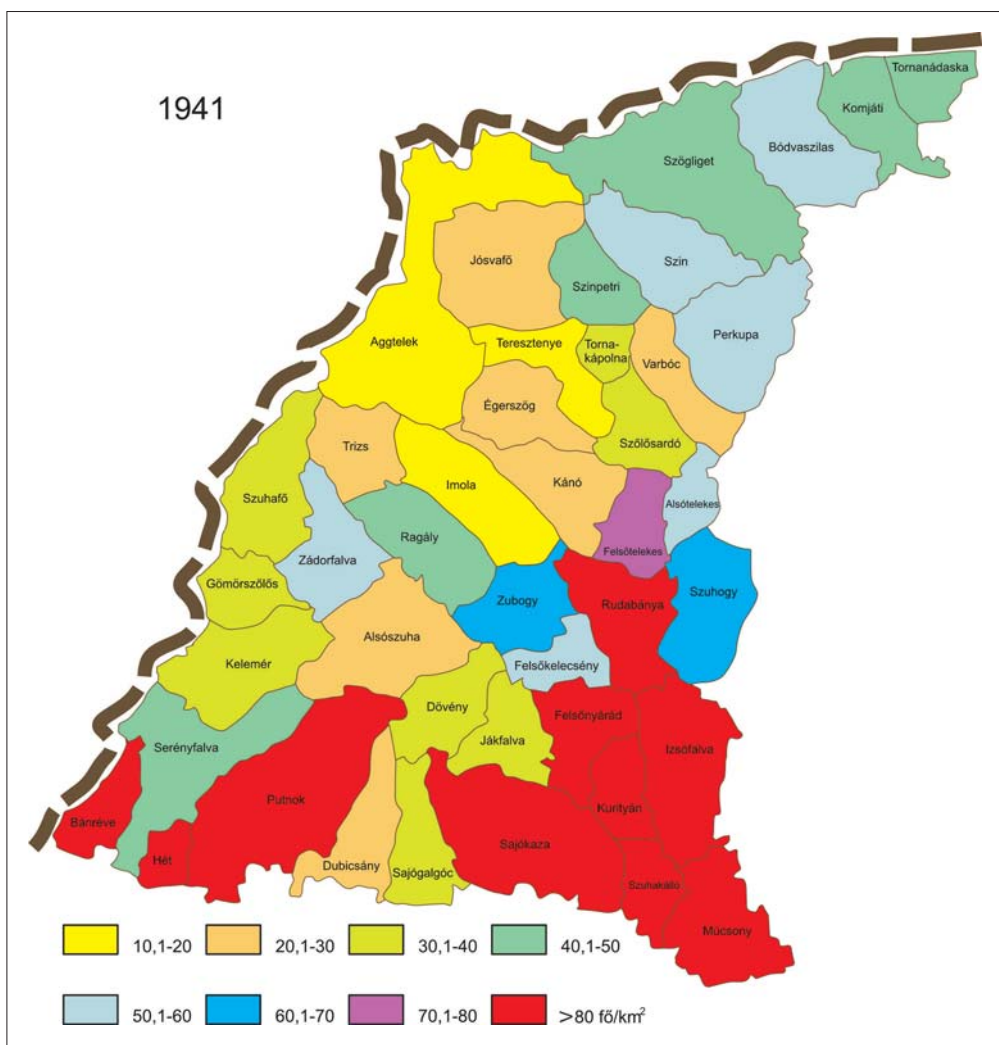 1941
Tornanádaska
Komjáti
Bódvaszilas
Szögliget
Jósvafő
Szin
Szinpetri
Perkupa
Aggtelek
Teresztenye
Torna-
kápolna
Varbóc
Égerszög
Szőlősardó
Trizs
Imola
Kánó
Szuhafő
Alsótelekes
Ragály
Felsőtelekes
Zádorfalva
Gömörszőlős
Zubogy
Rudabánya
Szuhogy
Alsószuha
Kelemér
Felsőkelecsény
Dövény
Felsőnyárád
Jákfalva
Izsófalva
Serényfalva
Putnok
Kurityán
Bánréve
Sajókaza
Hét
Dubicsány
Sajógalgóc
Szuhakálló
Múcsony
10,1-20
20,1-30
30,1-40
40,1-50
50,1-60
60,1-70
70,1-80
>80 fő/km²